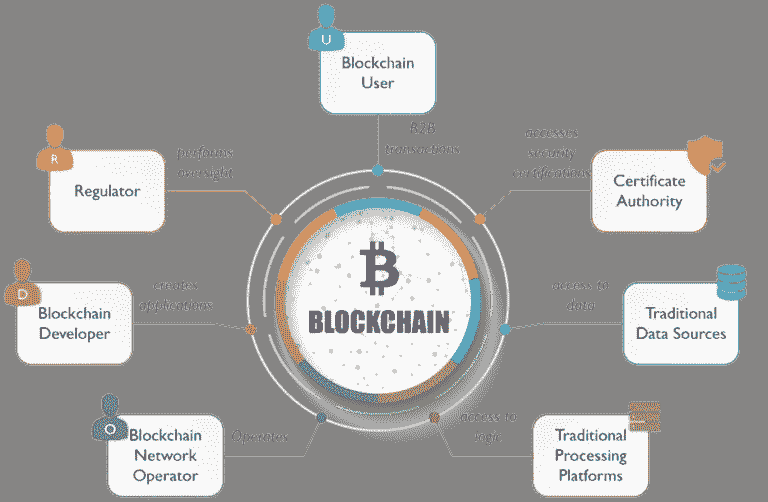 U
Blockchain
User
B2B
transactions
accesses
security
certifications
R
Regulator
performs
oversight
Certificate
Authority
D
Blockchain
Developer
creates
applications
₿
BLOCKCHAIN
access to
data
Traditional
Data Sources
O
Blockchain
Network
Operator
Operates
access to
logic
Traditional
Processing
Platforms